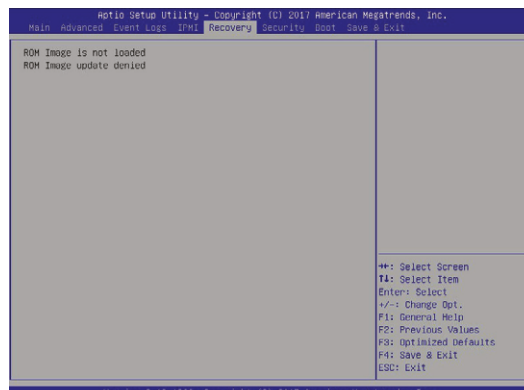 Aptio Setup Utility - Copyright (C) 2017 American Megatrends, Inc.
Main Advanced Event Logs IPMI Recovery Security Boot Save & Exit
ROM Image is not loaded
ROM Image update denied
→←: Select Screen
↑↓: Select Item
Enter: Select
+/-: Change Opt.
F1: General Help
F2: Previous Values
F3: Optimized Defaults
F4: Save & Exit
ESC: Exit